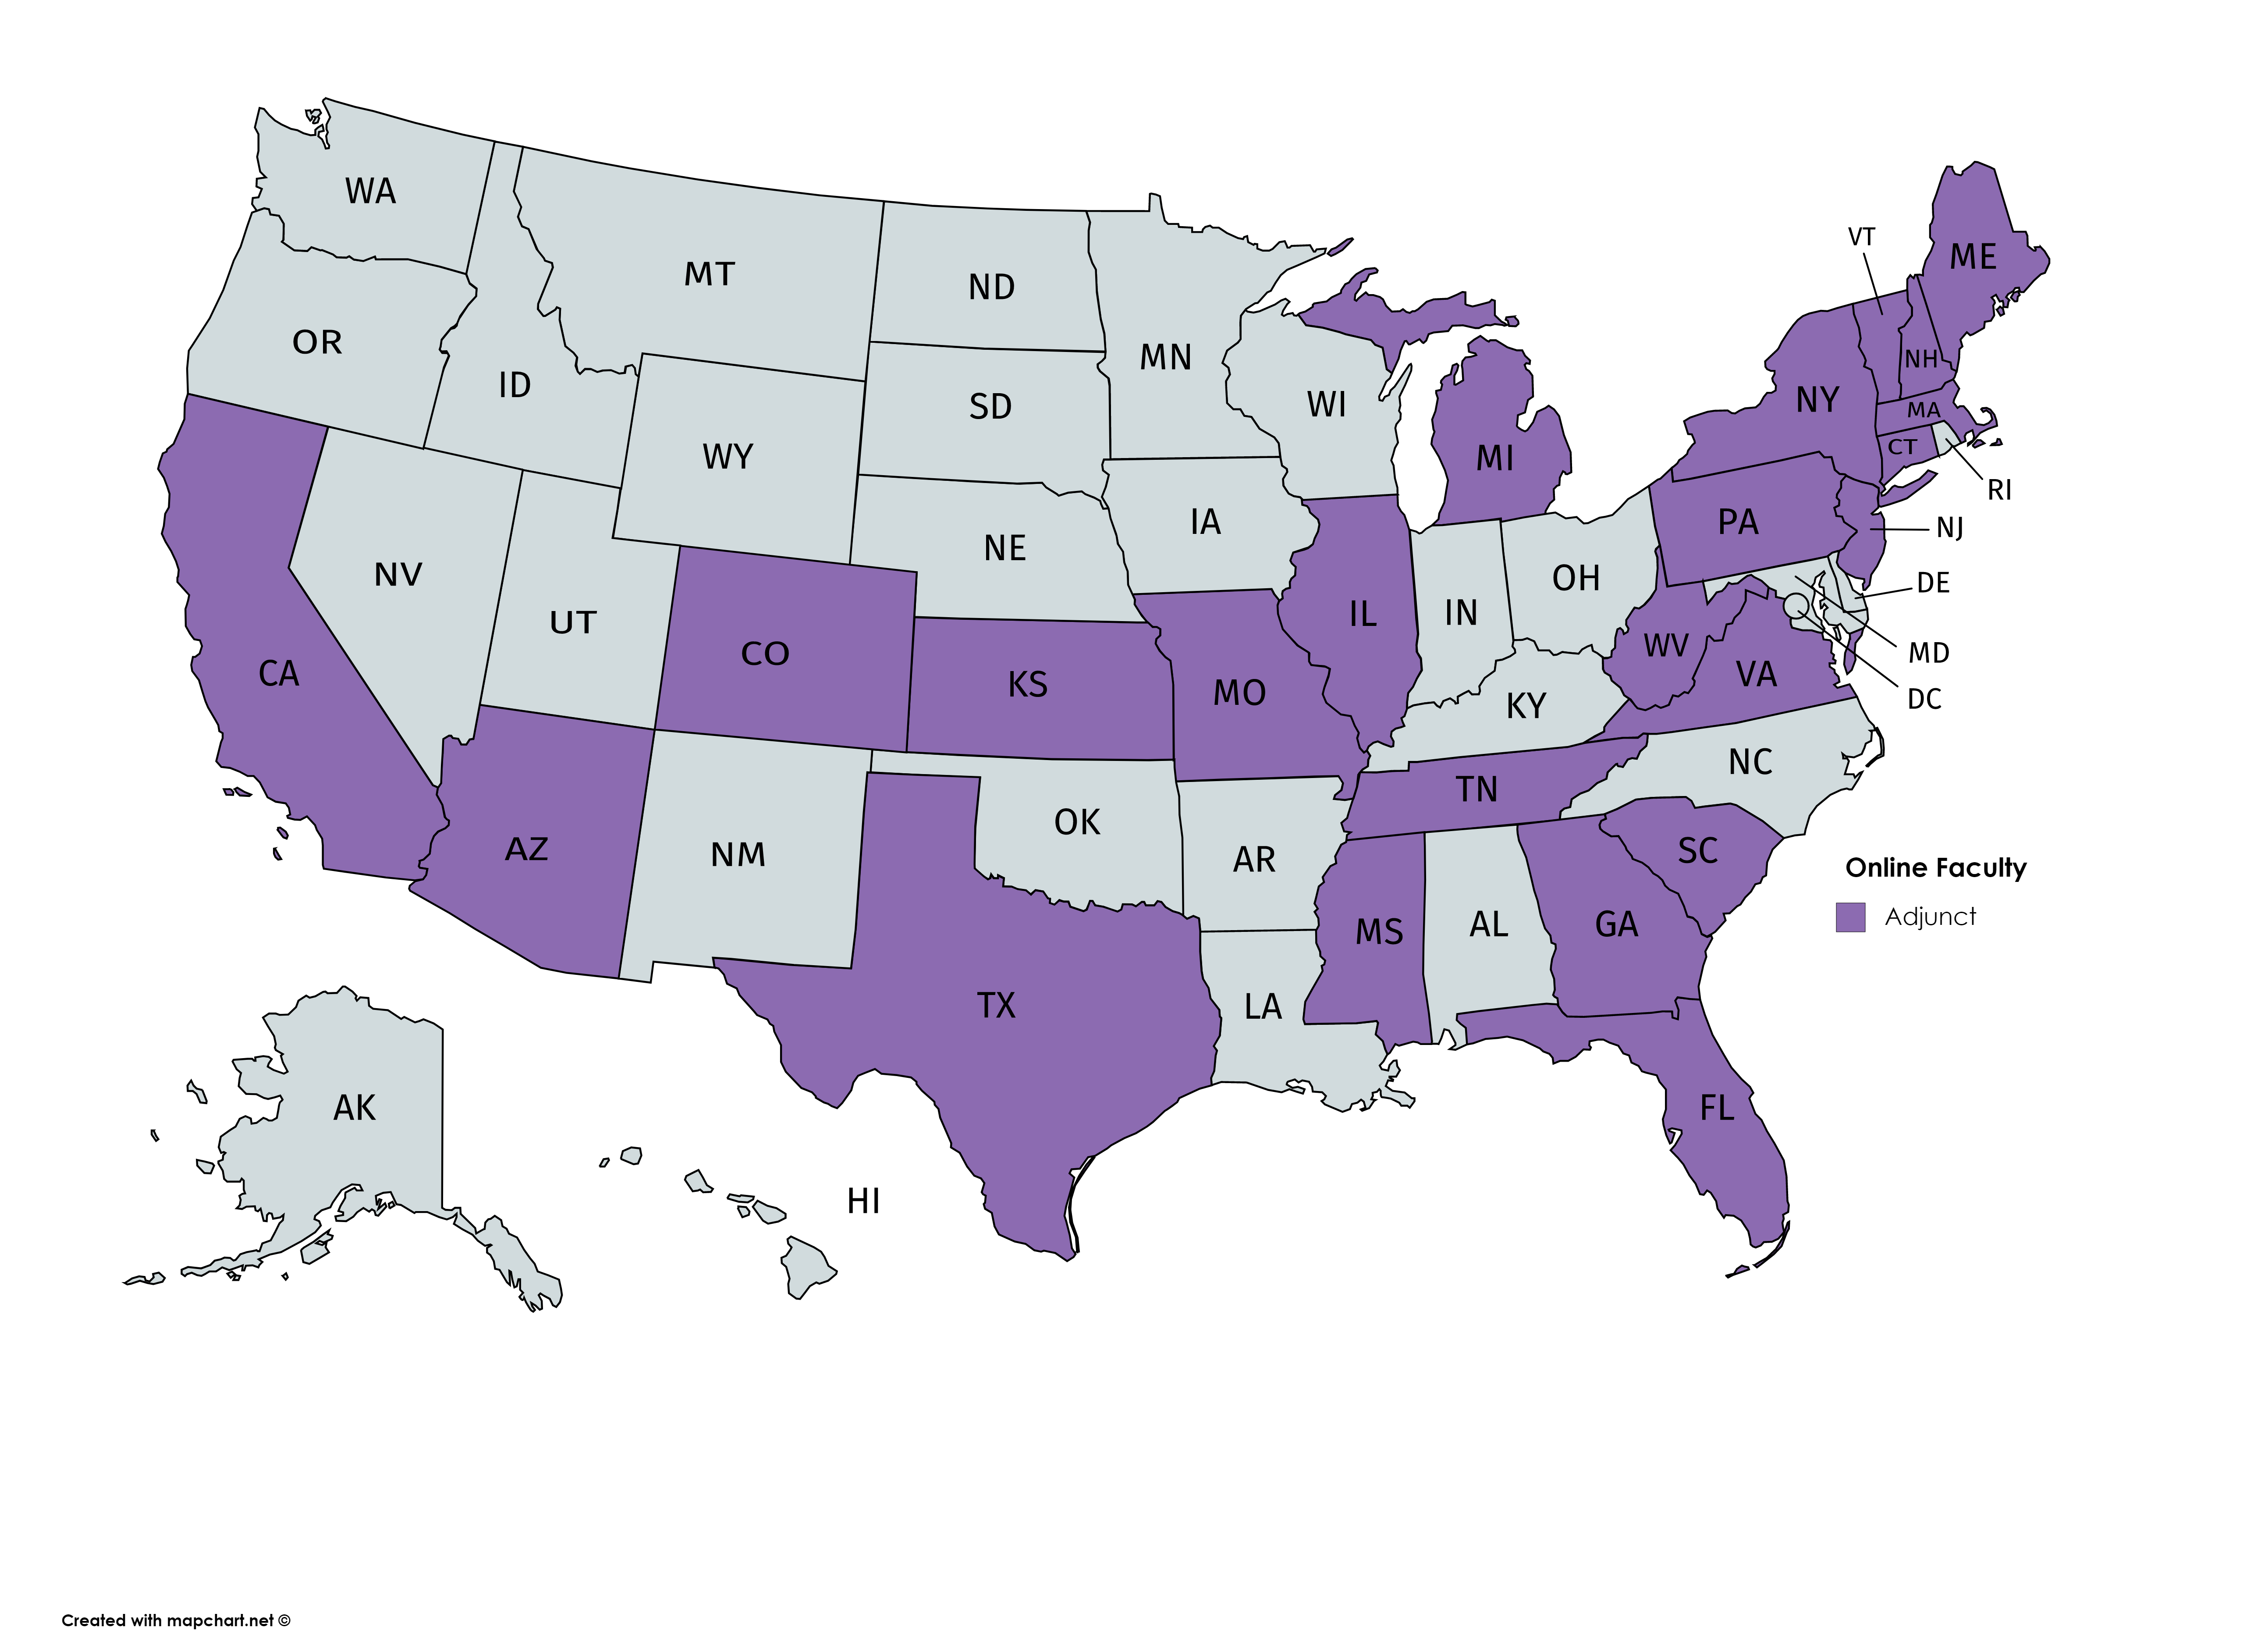 WA
MT
ND
MN
VT
ME
OR
ID
SD
WI
MI
NY
NH
MA
CT
RI
WY
IA
PA
NJ
NE
NV
UT
CO
KS
MO
IL
IN
OH
DE
WV
VA
MD
DC
CA
KY
AZ
NM
OK
AR
TN
NC
SC
MS
AL
GA
Online Faculty
Adjunct
TX
LA
FL
AK
HI
Created with mapchart.net ©